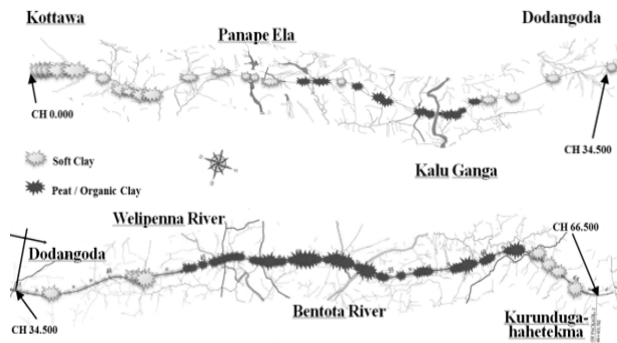 Kottawa
Dodangoda
Panape Ela
CH 0.000
CH 34.500
Kalu Ganga
Soft Clay
Peat / Organic Clay
Welipenna River
CH 66.500
Dodangoda
Bentota River
Kurunduga-
hahetekma
CH 34.500